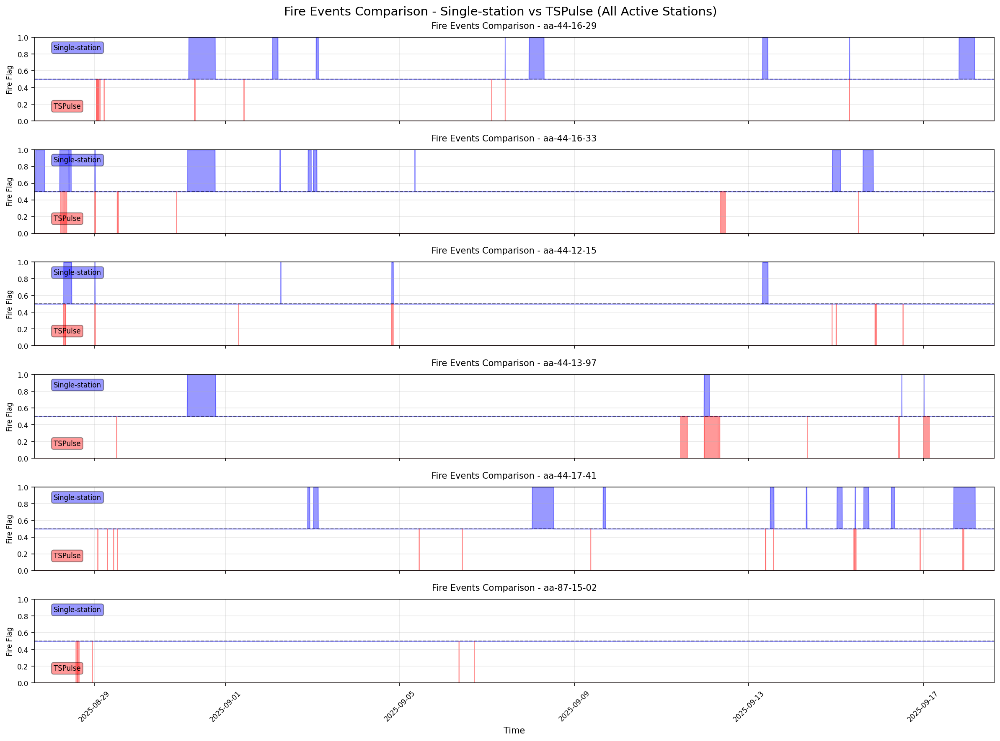 Fire Events Comparison - Single-station vs TSPulse (All Active Stations)
Fire Events Comparison - aa-44-16-29
1.0
0.8
0.6
0.4
0.2
0.0
Fire Flag
Single-station
TSPulse
Fire Events Comparison - aa-44-16-33
1.0
0.8
0.6
0.4
0.2
0.0
Fire Flag
Single-station
TSPulse
Fire Events Comparison - aa-44-12-15
1.0
0.8
0.6
0.4
0.2
0.0
Fire Flag
Single-station
TSPulse
Fire Events Comparison - aa-44-13-97
1.0
0.8
0.6
0.4
0.2
0.0
Fire Flag
Single-station
TSPulse
Fire Events Comparison - aa-44-17-41
1.0
0.8
0.6
0.4
0.2
0.0
Fire Flag
Single-station
TSPulse
Fire Events Comparison - aa-87-15-02
1.0
0.8
0.6
0.4
0.2
0.0
Fire Flag
Single-station
TSPulse
2025-08-29
2025-09-01
2025-09-05
2025-09-09
2025-09-13
2025-09-17
Time